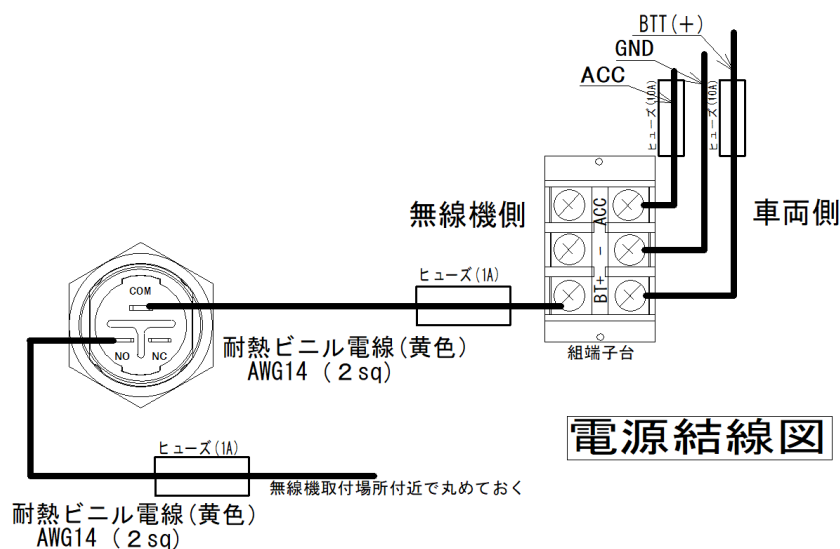 BTT(+)
GND
ACC
ヒューズ(10A)
ヒューズ(10A)
無線機側
車両側
ACC
-
BT+
組端子台
ヒューズ(1A)
COM
NO
NC
耐熱ビニル電線(黄色)
AWG14 (2sq)
電源結線図
ヒューズ(1A)
無線機取付場所付近で丸めておく
耐熱ビニル電線(黄色)
AWG14 (2sq)